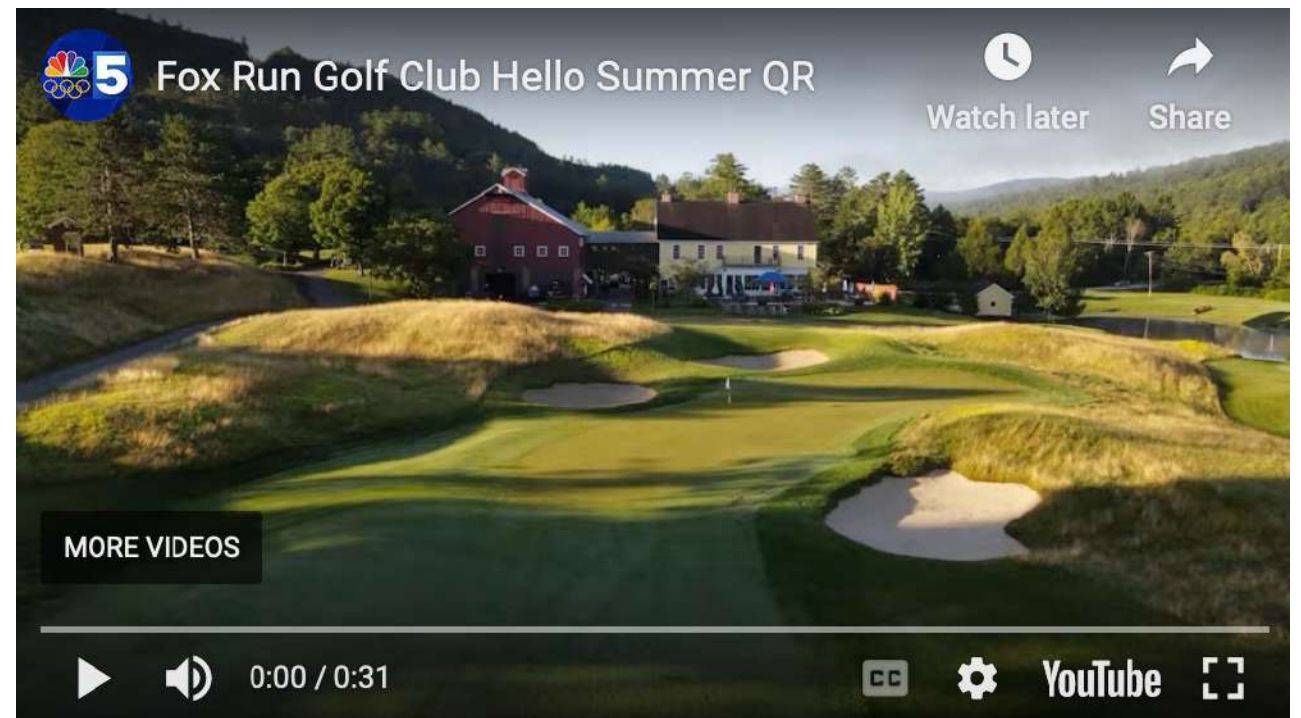 5 Fox Run Golf Club Hello Summer QR
Watch later Share
MORE VIDEOS
0:00 / 0:31 CC YouTube